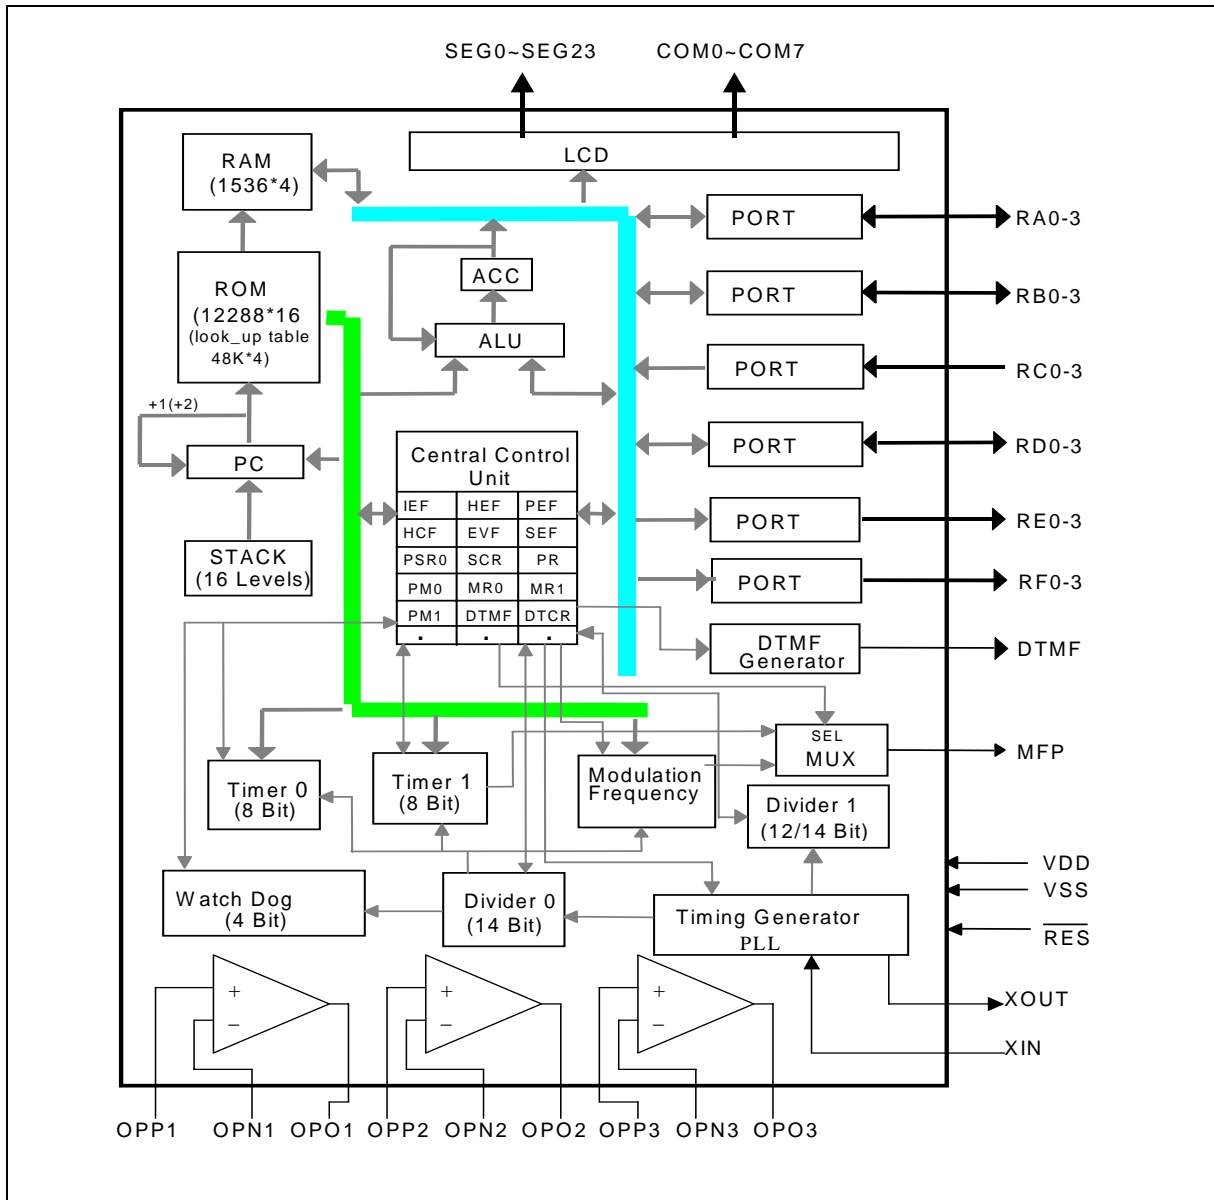 SEG0~SEG23
COM0~COM7
RAM
(1536*4)
LCD
PORT
RA0-3
ROM
(12288*16
(look_up table
48K*4)
ACC
PORT
RB0-3
ALU
PORT
RC0-3
+1(+2)
PC
PORT
RD0-3
Central Control
Unit
IEF HEF PEF
HCF EVF SEF
PSR0 SCR PR
PM0 MR0 MR1
PM1 DTMF DTCR
. . .
PORT
RE0-3
STACK
(16 Levels)
PORT
RF0-3
DTMF
Generator
DTMF
SEL
MUX
MFP
Timer 0
(8 Bit)
Timer 1
(8 Bit)
Modulation
Frequency
Divider 1
(12/14 Bit)
VDD
VSS
Watch Dog
(4 Bit)
Divider 0
(14 Bit)
Timing Generator
PLL
RES
XOUT
XIN
+
−
+
−
+
−
OPP1 OPN1 OPO1 OPP2 OPN2 OPO2 OPP3 OPN3 OPO3